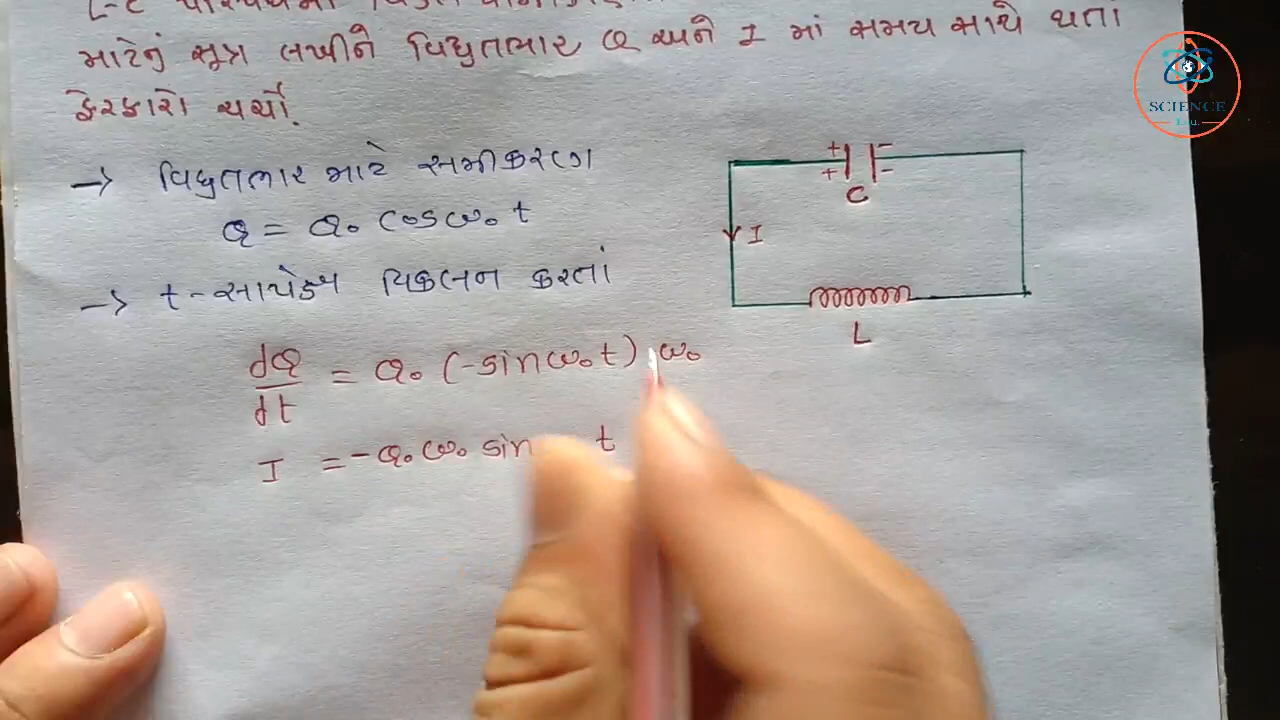 L-C
માટેનું સૂત્ર લખીને વિદ્યુતભાર Q અને I માં સમય સાથે થતાં
ફેરફારો ચર્ચો.
→ વિદ્યુતભાર માટે સમીકરણ
Q = Q₀ cos ω₀ t
→ t-સાપેક્ષ વિકલન કરતાં
dQ/dt = Q₀ (-sin ω₀ t) ω₀
I = -Q₀ ω₀ sin t
+ -
+ -
C
I
L
SCIENCE
Edu.